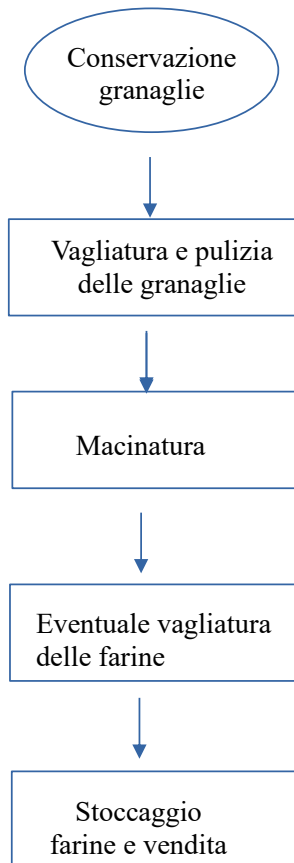 Conservazione
granaglie
Vagliatura e pulizia
delle granaglie
Macinatura
Eventuale vagliatura
delle farine
Stoccaggio
farine e vendita